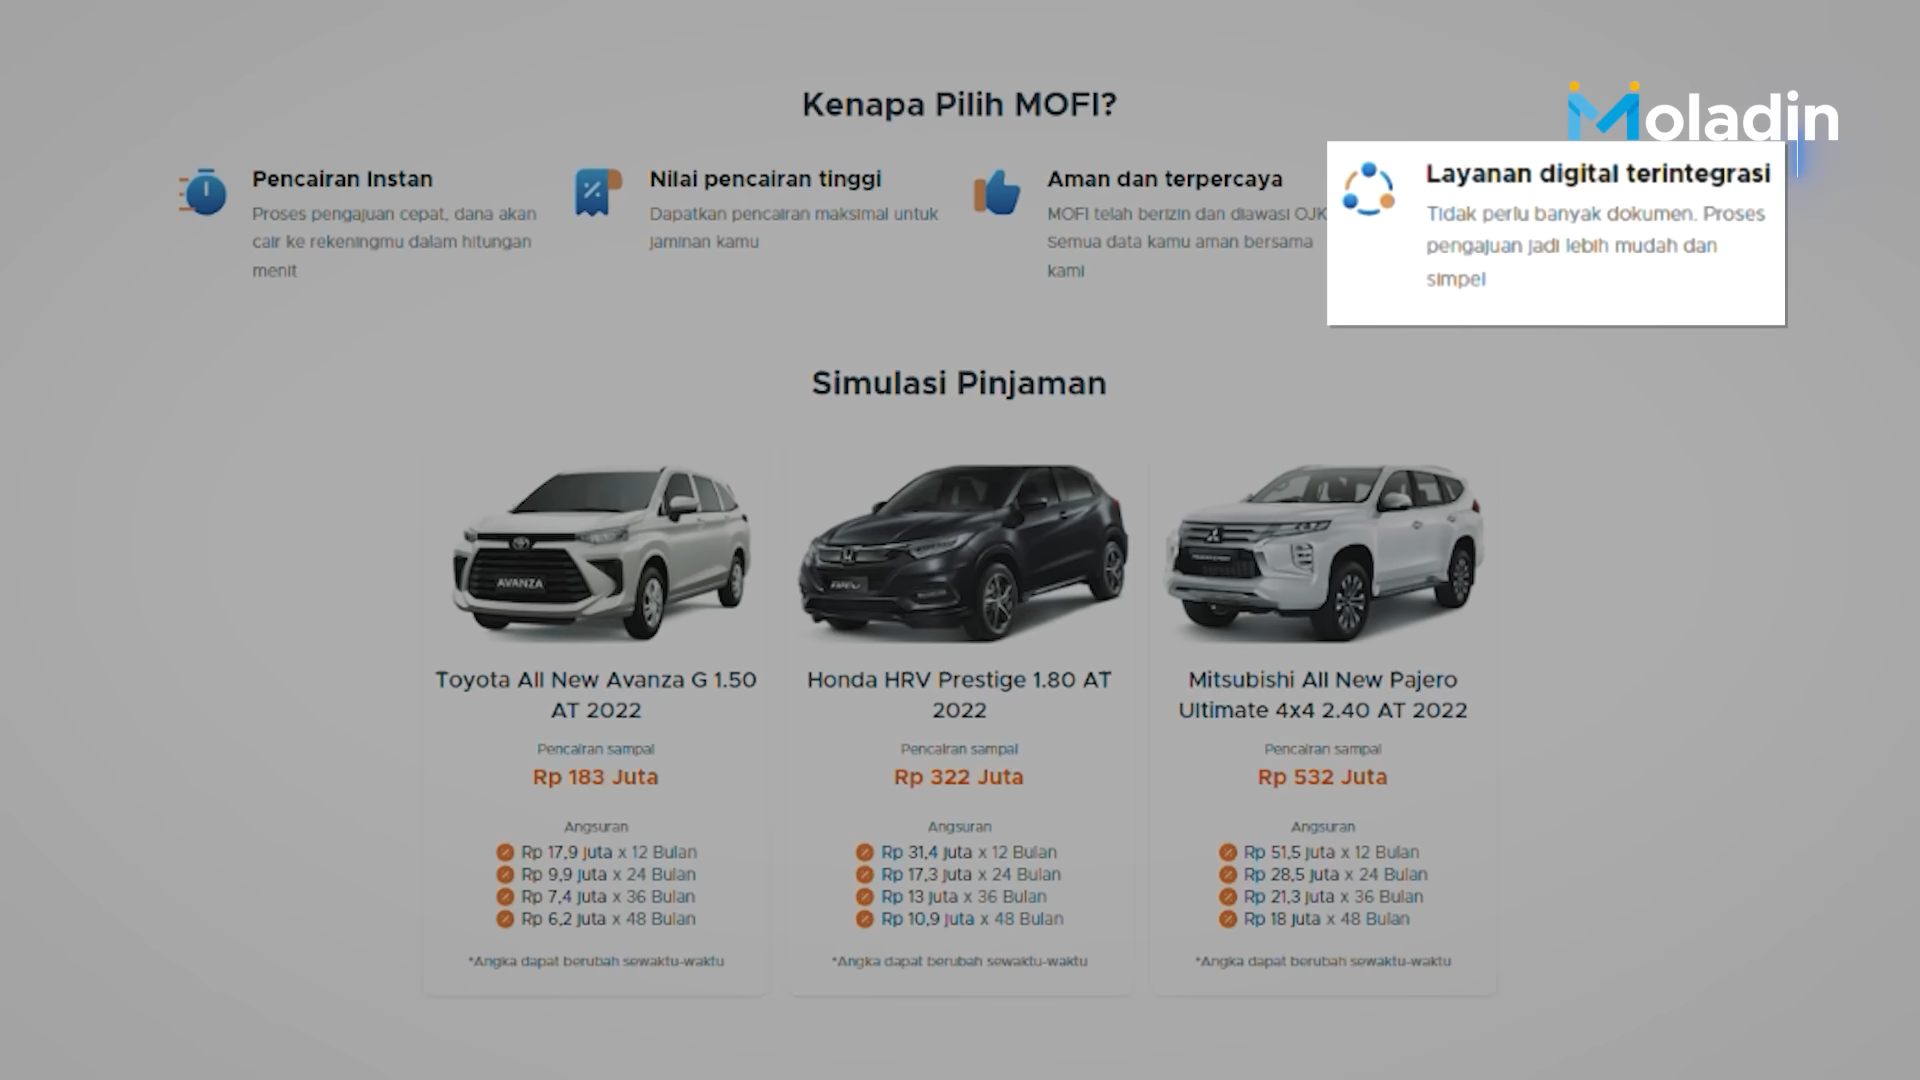 Kenapa Pilih MOFI?
Moladin
Pencairan Instan
Proses pengajuan cepat, dana akan
cair ke rekeningmu dalam hitungan
menit
Nilai pencairan tinggi
Dapatkan pencairan maksimal untuk
jaminan kamu
Aman dan terpercaya
MOFI telah berizin dan diawasi OJK
Semua data kamu aman bersama
kami
Layanan digital terintegrasi
Tidak perlu banyak dokumen. Proses
pengajuan jadi lebih mudah dan
simpel
Simulasi Pinjaman
AVANZA
Toyota All New Avanza G 1.50
AT 2022
Pencairan sampai
Rp 183 Juta
Angsuran
Rp 17,9 juta x 12 Bulan
Rp 9,9 juta x 24 Bulan
Rp 7,4 juta x 36 Bulan
Rp 6,2 juta x 48 Bulan
*Angka dapat berubah sewaktu-waktu
Honda HRV Prestige 1.80 AT
2022
Pencairan sampai
Rp 322 Juta
Angsuran
Rp 31,4 juta x 12 Bulan
Rp 17,3 juta x 24 Bulan
Rp 13 juta x 36 Bulan
Rp 10,9 juta x 48 Bulan
*Angka dapat berubah sewaktu-waktu
Mitsubishi All New Pajero
Ultimate 4x4 2.40 AT 2022
Pencairan sampai
Rp 532 Juta
Angsuran
Rp 51,5 juta x 12 Bulan
Rp 28,5 juta x 24 Bulan
Rp 21,3 juta x 36 Bulan
Rp 18 juta x 48 Bulan
*Angka dapat berubah sewaktu-waktu